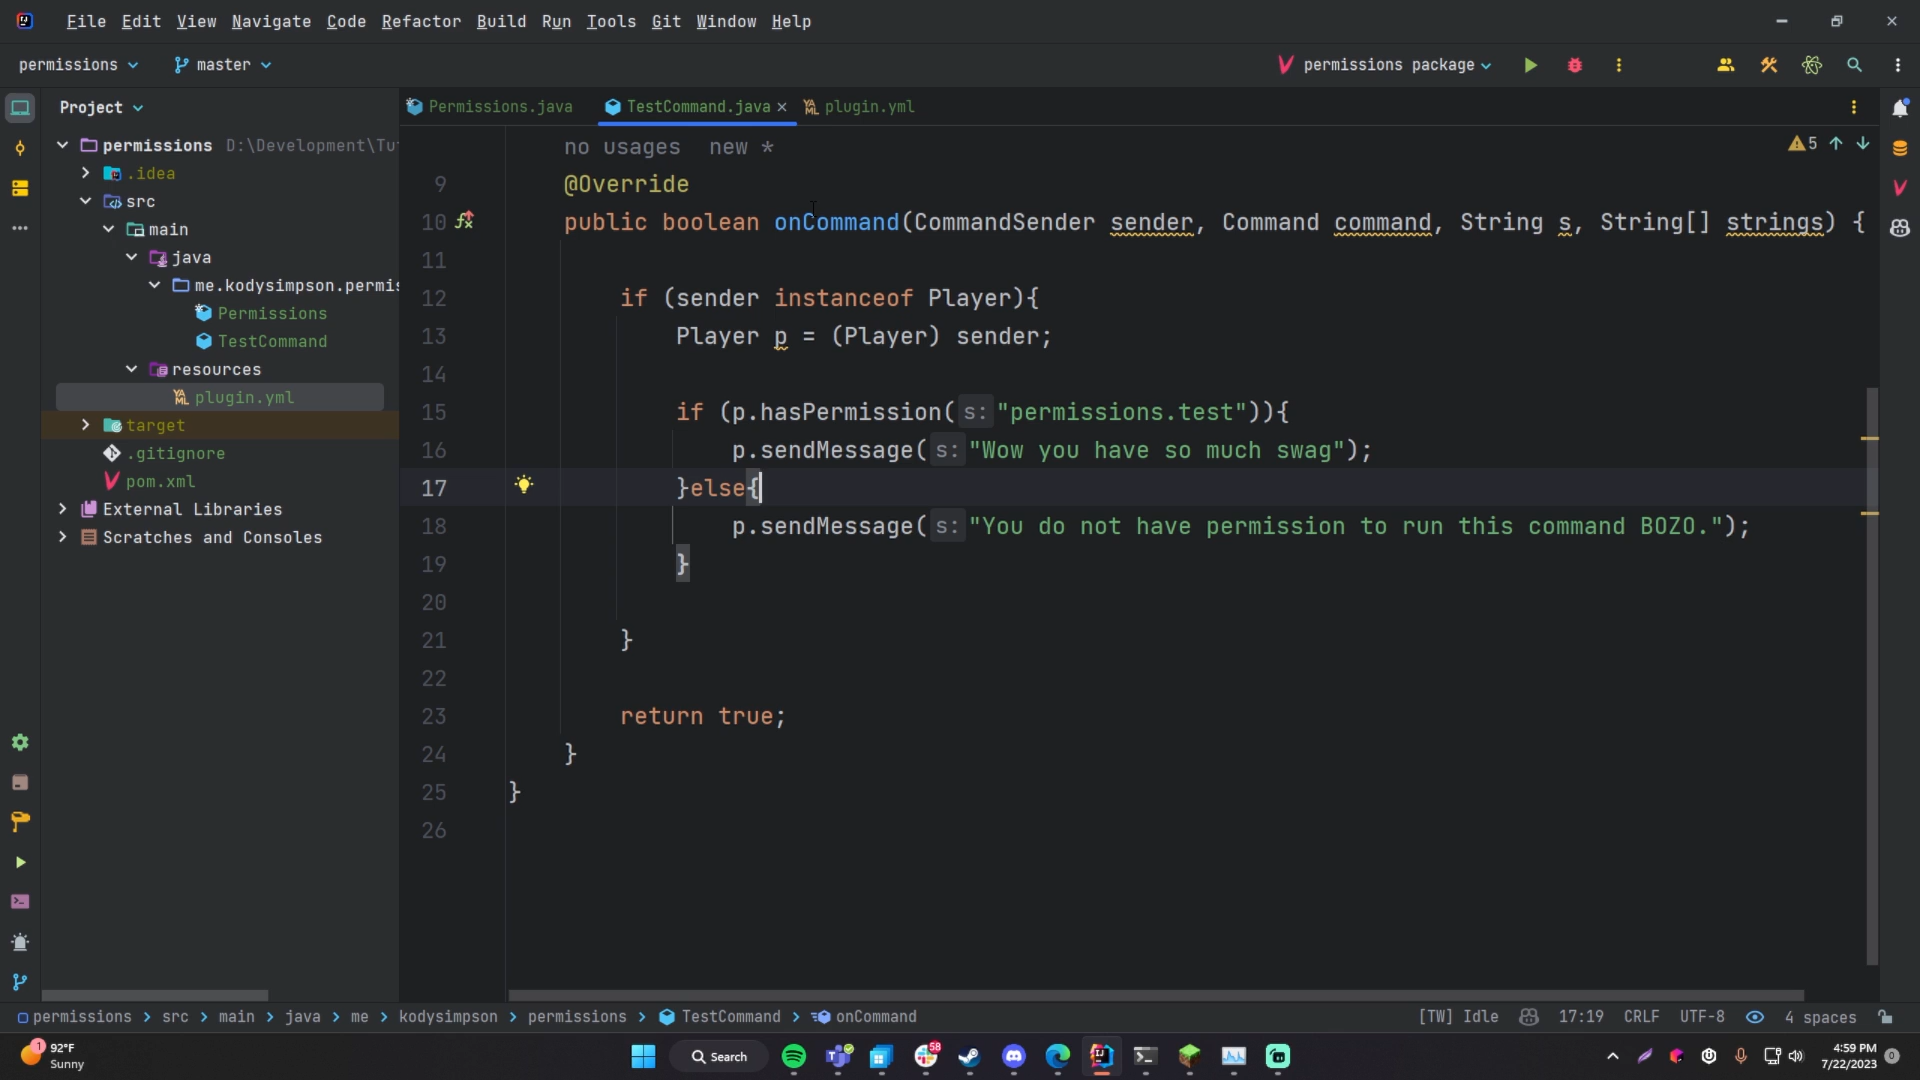 File Edit View Navigate Code Refactor Build Run Tools Git Window Help
permissions master permissions package
Project
Permissions.java TestCommand.java plugin.yml
permissions D:\Development\Tut
.idea
src
main
java
me.kodysimpson.permis
Permissions
TestCommand
resources
plugin.yml
target
.gitignore
pom.xml
External Libraries
Scratches and Consoles
no usages new *
5
9 @Override
10 public boolean onCommand(CommandSender sender, Command command, String s, String[] strings) {
11
12 if (sender instanceof Player){
13 Player p = (Player) sender;
14
15 if (p.hasPermission( s: "permissions.test")){
16 p.sendMessage( s: "Wow you have so much swag");
17 }else{
18 p.sendMessage( s: "You do not have permission to run this command BOZO.");
19 }
20
21 }
22
23 return true;
24 }
25 }
26
permissions > src > main > java > me > kodysimpson > permissions > TestCommand > onCommand
[TW] Idle 17:19 CRLF UTF-8 4 spaces
1 92°F
Sunny
Search
58
4:59 PM
7/22/2023